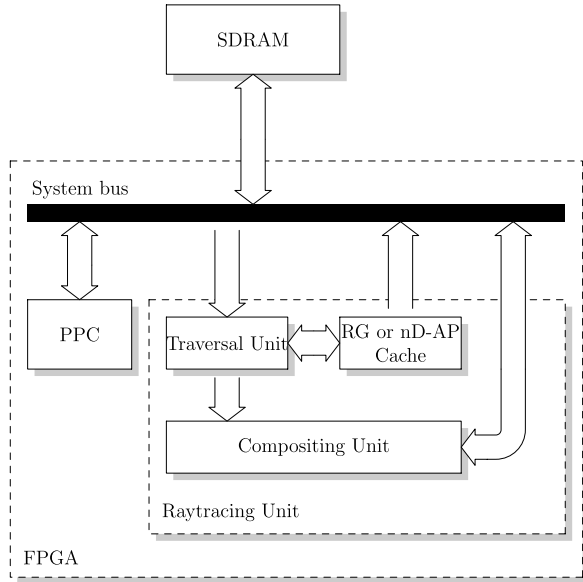 SDRAM
System bus
PPC
Traversal Unit
RG or nD-AP
Cache
Compositing Unit
Raytracing Unit
FPGA